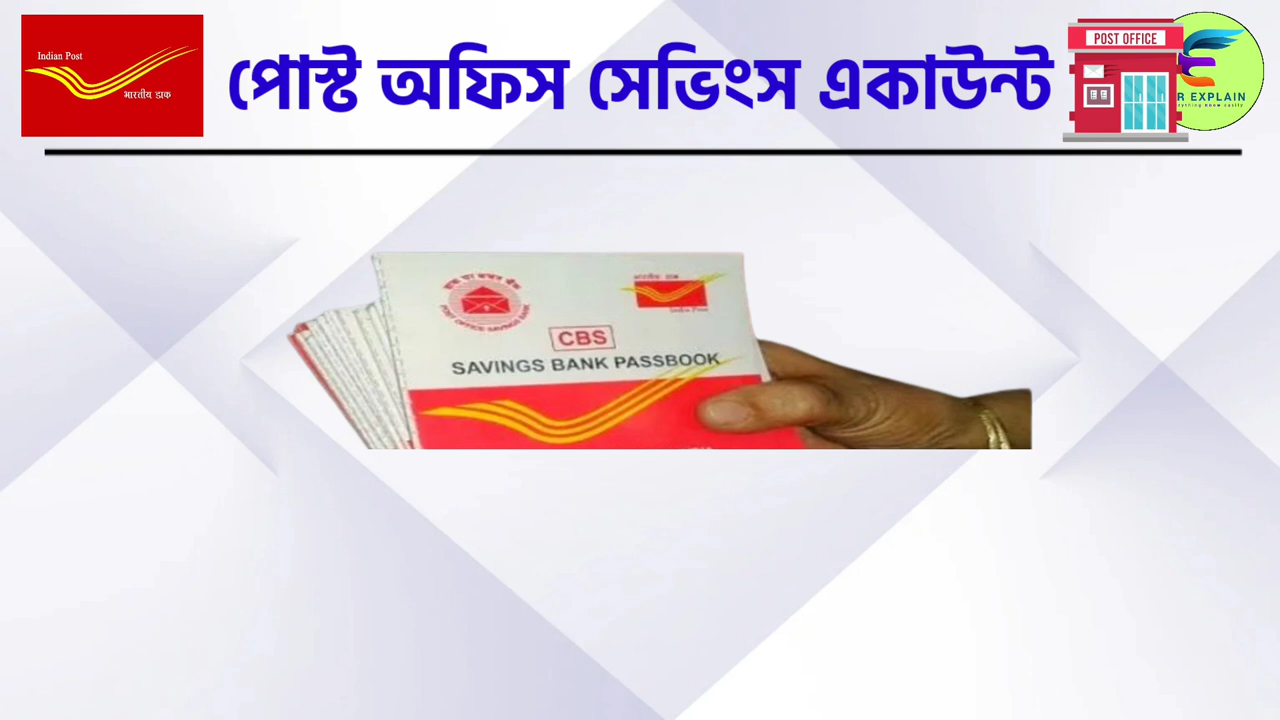 Indian Post
भारतीय डाक
পোস্ট অফিস সেভিংস একাউন্ট
POST OFFICE
R EXPLAIN
CBS
SAVINGS BANK PASSBOOK